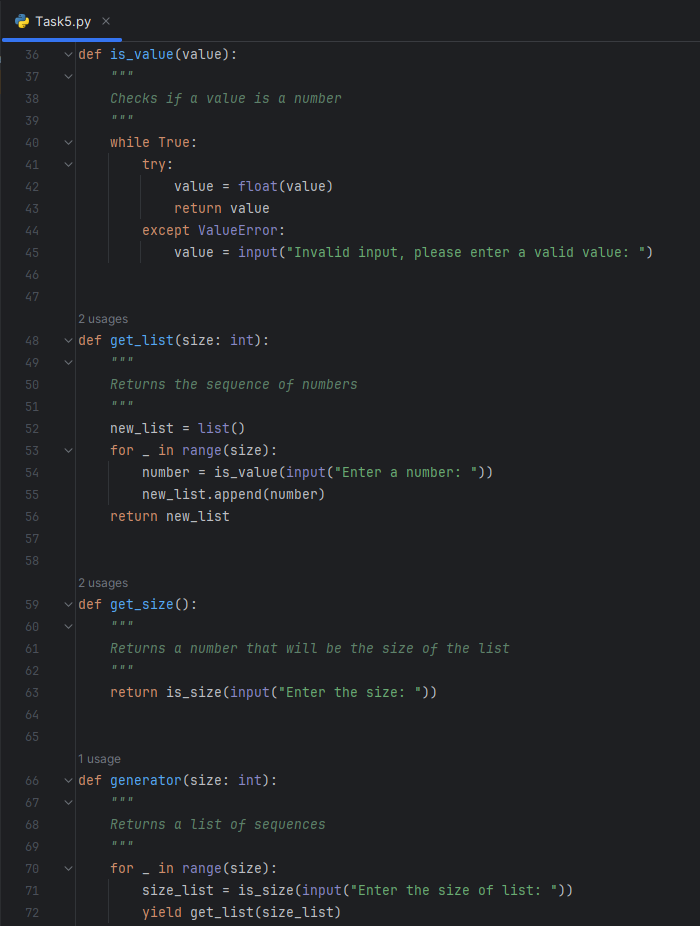 Task5.py ×
36 def is_value(value):
37 """
38 Checks if a value is a number
39 """
40 while True:
41 try:
42 value = float(value)
43 return value
44 except ValueError:
45 value = input("Invalid input, please enter a valid value: ")
46
47
2 usages
48 def get_list(size: int):
49 """
50 Returns the sequence of numbers
51 """
52 new_list = list()
53 for _ in range(size):
54 number = is_value(input("Enter a number: "))
55 new_list.append(number)
56 return new_list
57
58
2 usages
59 def get_size():
60 """
61 Returns a number that will be the size of the list
62 """
63 return is_size(input("Enter the size: "))
64
65
1 usage
66 def generator(size: int):
67 """
68 Returns a list of sequences
69 """
70 for _ in range(size):
71 size_list = is_size(input("Enter the size of list: "))
72 yield get_list(size_list)